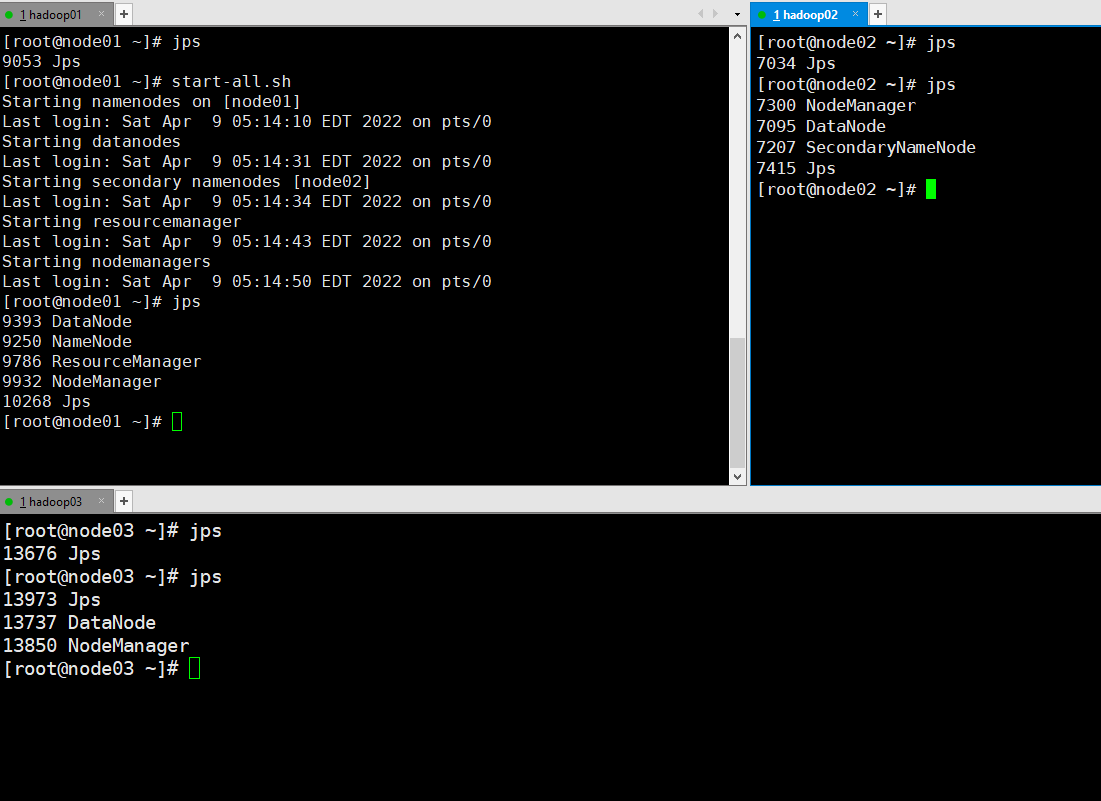 1 hadoop01 × +
[root@node01 ~]# jps
9053 Jps
[root@node01 ~]# start-all.sh
Starting namenodes on [node01]
Last login: Sat Apr  9 05:14:10 EDT 2022 on pts/0
Starting datanodes
Last login: Sat Apr  9 05:14:31 EDT 2022 on pts/0
Starting secondary namenodes [node02]
Last login: Sat Apr  9 05:14:34 EDT 2022 on pts/0
Starting resourcemanager
Last login: Sat Apr  9 05:14:43 EDT 2022 on pts/0
Starting nodemanagers
Last login: Sat Apr  9 05:14:50 EDT 2022 on pts/0
[root@node01 ~]# jps
9393 DataNode
9250 NameNode
9786 ResourceManager
9932 NodeManager
10268 Jps
[root@node01 ~]#
1 hadoop02 × +
[root@node02 ~]# jps
7034 Jps
[root@node02 ~]# jps
7300 NodeManager
7095 DataNode
7207 SecondaryNameNode
7415 Jps
[root@node02 ~]#
1 hadoop03 × +
[root@node03 ~]# jps
13676 Jps
[root@node03 ~]# jps
13973 Jps
13737 DataNode
13850 NodeManager
[root@node03 ~]#